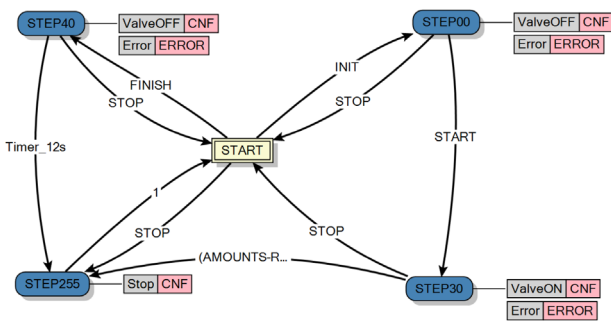 STEP40 ValveOFF CNF
Error ERROR
STEP00 ValveOFF CNF
Error ERROR
FINISH
INIT
STOP
STOP
START
Timer_12s
START
1
STOP
STOP
(AMOUNTS-R...
STEP255 Stop CNF
STEP30 ValveON CNF
Error ERROR